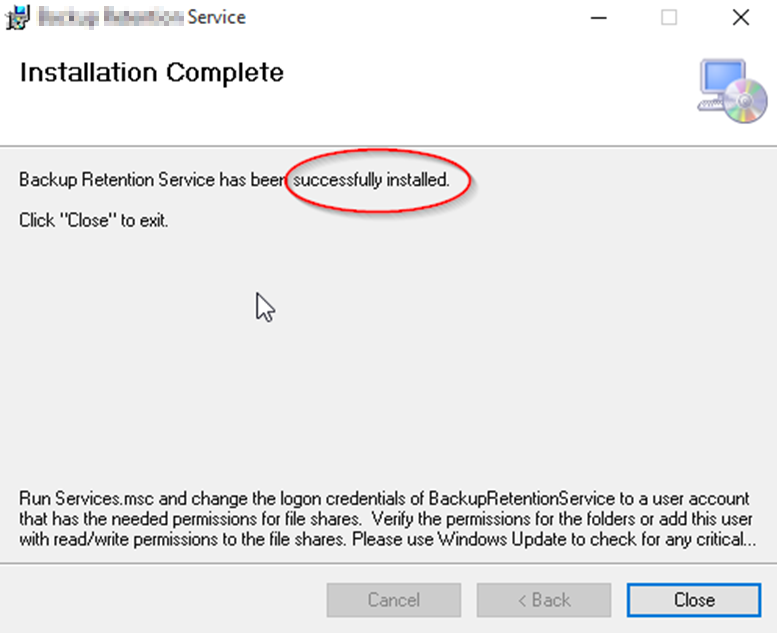 Service
Installation Complete
Backup Retention Service has been successfully installed.
Click "Close" to exit.
Run Services.msc and change the logon credentials of BackupRetentionService to a user account
that has the needed permissions for file shares.  Verify the permissions for the folders or add this user
with read/write permissions to the file shares. Please use Windows Update to check for any critical...
Cancel
< Back
Close